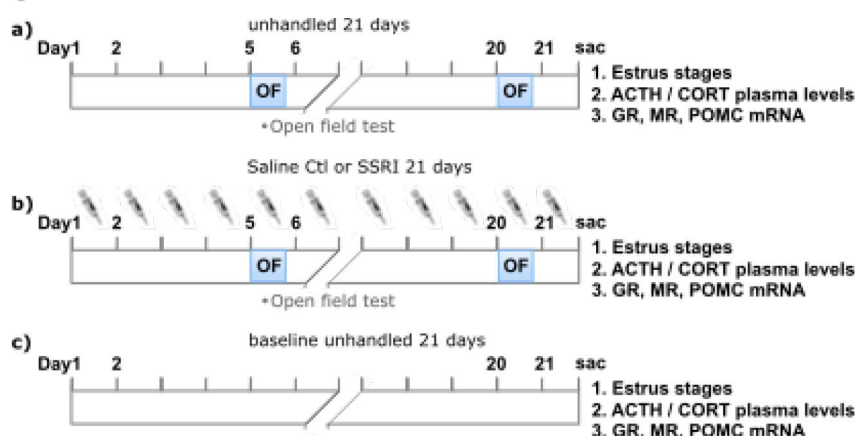 unhandled 21 days
a)
Day1 2 5 6 20 21 sac
OF OF
1. Estrus stages
2. ACTH / CORT plasma levels
3. GR, MR, POMC mRNA
*Open field test
Saline Ctl or SSRI 21 days
b)
Day1 2 5 6 20 21 sac
OF OF
1. Estrus stages
2. ACTH / CORT plasma levels
3. GR, MR, POMC mRNA
*Open field test
c)
baseline unhandled 21 days
Day1 2 20 21 sac
1. Estrus stages
2. ACTH / CORT plasma levels
3. GR, MR, POMC mRNA